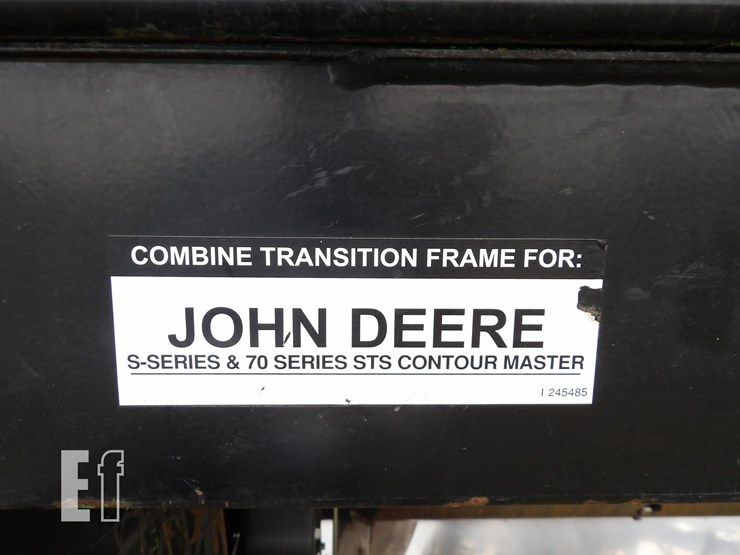 COMBINE TRANSITION FRAME FOR:
JOHN DEERE
S-SERIES & 70 SERIES STS CONTOUR MASTER
I 245485
Ef